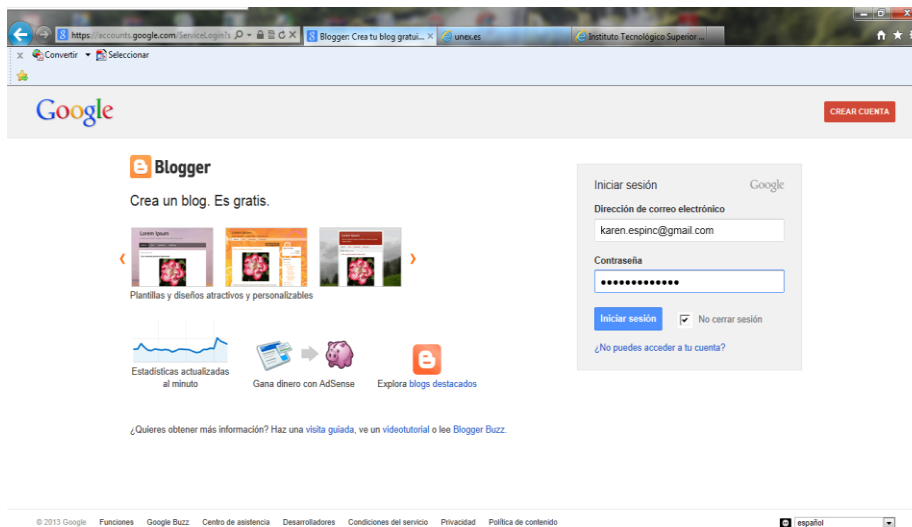 https://accounts.google.com/ServiceLogin?s
Blogger: Crea tu blog gratui...
unex.es
Instituto Tecnológico Superior ...
Convertir
Seleccionar
Google
CREAR CUENTA
Blogger
Crea un blog. Es gratis.
Lorem Ipsum
Lorem Ipsum
Lorem Ipsum
Plantillas y diseños atractivos y personalizables
Estadísticas actualizadas
al minuto
Gana dinero con AdSense
Explora blogs destacados
¿Quieres obtener más información? Haz una visita guiada, ve un videotutorial o lee Blogger Buzz.
Iniciar sesión
Google
Dirección de correo electrónico
karen.espinc@gmail.com
Contraseña
•••••••••••••
Iniciar sesión
No cerrar sesión
¿No puedes acceder a tu cuenta?
© 2013 Google Funciones Google Buzz Centro de asistencia Desarrolladores Condiciones del servicio Privacidad Política de contenido
español